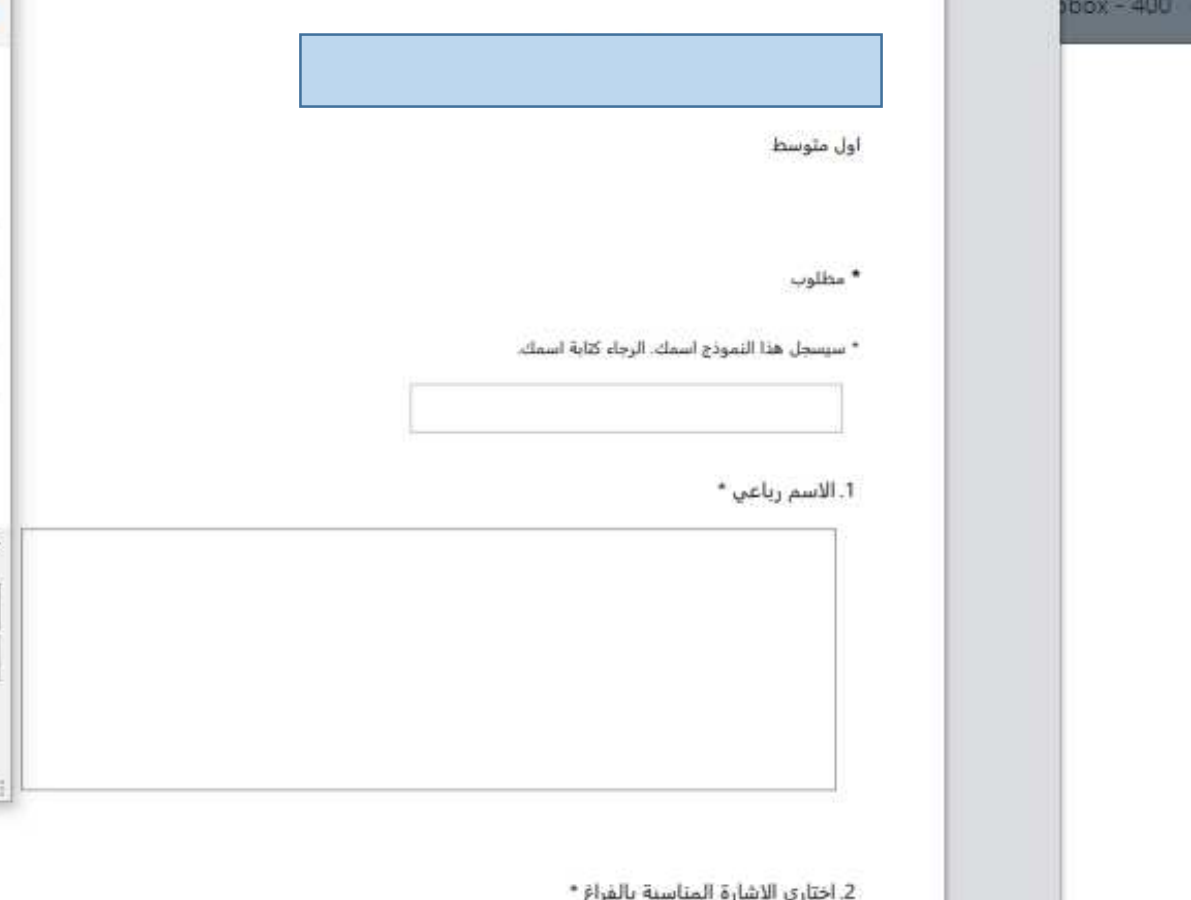 box - 400
اول متوسط
* مطلوب
* سيسجل هذا النموذج اسمك. الرجاء كتابة اسمك.
1. الاسم رباعي *
2. اختاري الاشارة المناسبة بالفراغ *